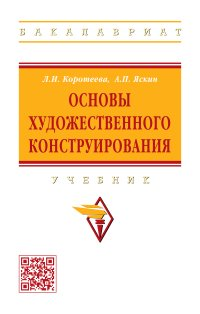 БАКАЛАВРИАТ
Л.И. Коротеева, А.П. Яскин
ОСНОВЫ
ХУДОЖЕСТВЕННОГО
КОНСТРУИРОВАНИЯ
УЧЕБНИК